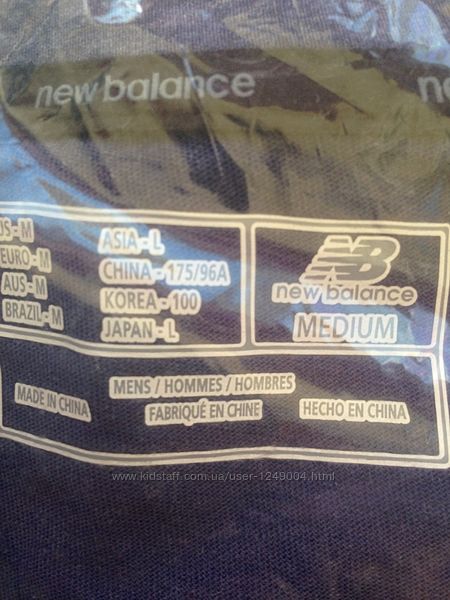 new balance
n
US-M
EURO-M
AUS-M
BRAZIL-M
ASIA-L
CHINA-175/96A
KOREA-100
JAPAN-L
NB
new balance
MEDIUM
MENS / HOMMES / HOMBRES
MADE IN CHINA
FABRIQUÉ EN CHINE
HECHO EN CHINA
www.kidstaff.com.ua/user-1249004.html